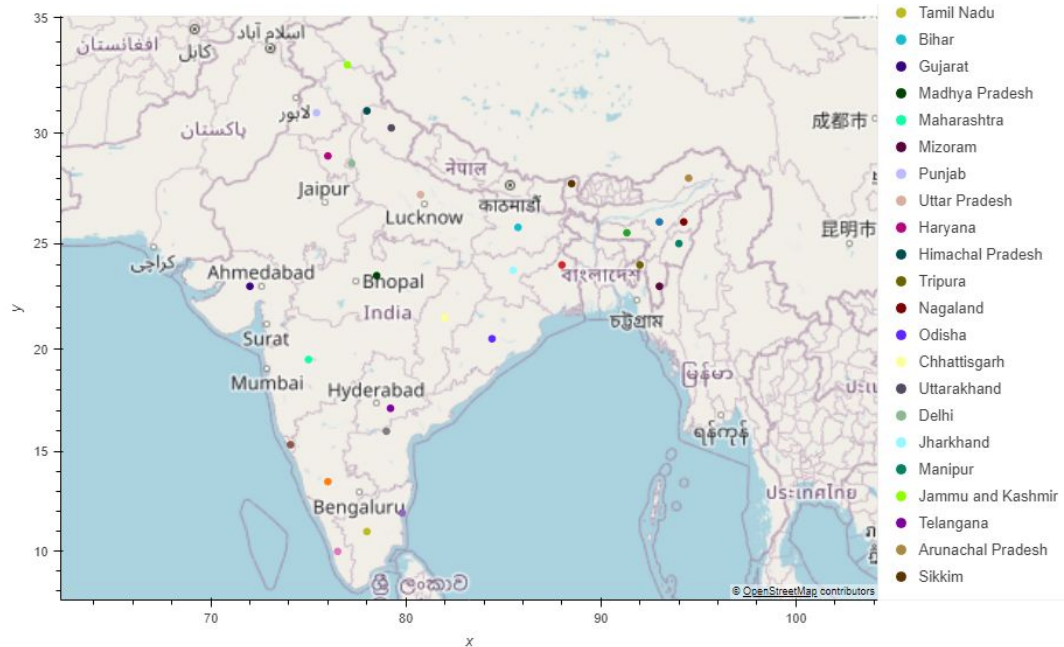 35
30
25
20
15
10
y
70
80
90
100
x
افغانستان
کابل
اسلام آباد
لاہور
پاکستان
کراچی
Jaipur
Lucknow
नेपाल
काठमाडौँ
Ahmedabad
Bhopal
India
বাংলাদেশ
চট্টগ্রাম
Surat
Mumbai
Hyderabad
Bengaluru
မြန်မာ
ရန်ကုန်
ประเทศไทย
ශ්‍රී ලංකාව
成都市
昆明市
© OpenStreetMap contributors
Tamil Nadu
Bihar
Gujarat
Madhya Pradesh
Maharashtra
Mizoram
Punjab
Uttar Pradesh
Haryana
Himachal Pradesh
Tripura
Nagaland
Odisha
Chhattisgarh
Uttarakhand
Delhi
Jharkhand
Manipur
Jammu and Kashmir
Telangana
Arunachal Pradesh
Sikkim